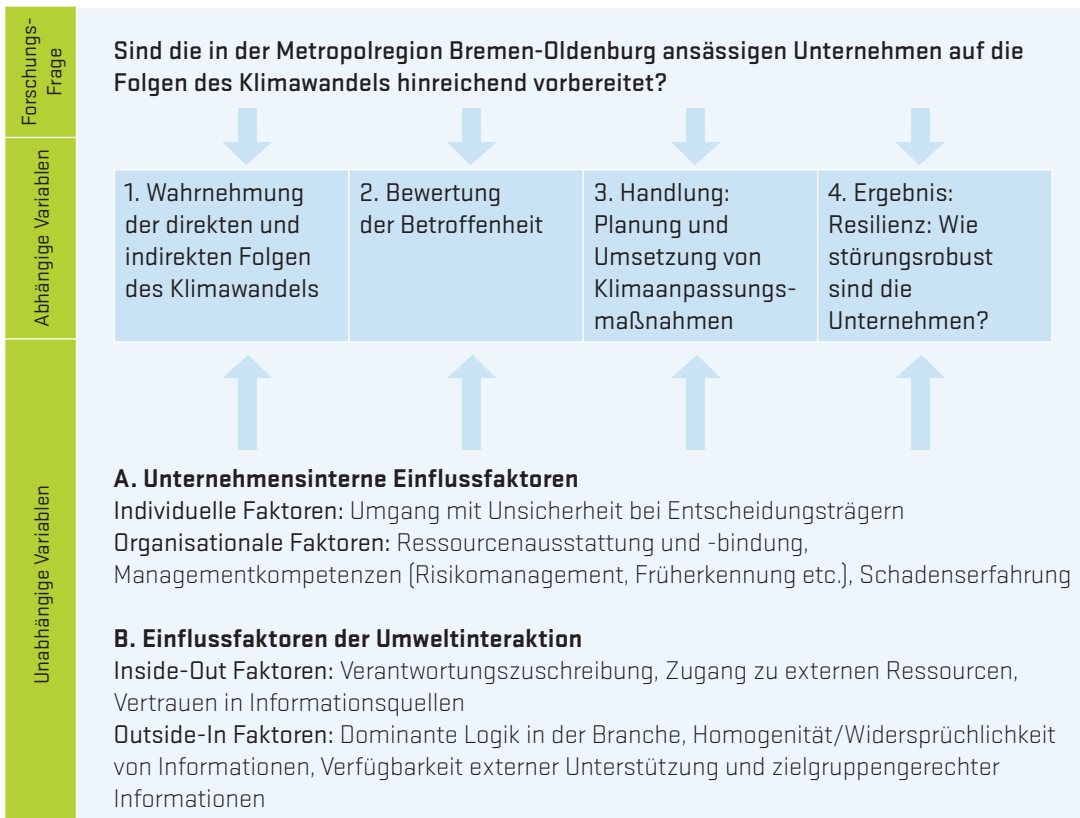 Forschungs-
Frage
Sind die in der Metropolregion Bremen-Oldenburg ansässigen Unternehmen auf die
Folgen des Klimawandels hinreichend vorbereitet?
Abhängige Variablen
1. Wahrnehmung
der direkten und
indirekten Folgen
des Klimawandels
2. Bewertung
der Betroffenheit
3. Handlung:
Planung und
Umsetzung von
Klimaanpassungs-
maßnahmen
4. Ergebnis:
Resilienz: Wie
störungsrobust
sind die
Unternehmen?
Unabhängige Variablen
A. Unternehmensinterne Einflussfaktoren
Individuelle Faktoren: Umgang mit Unsicherheit bei Entscheidungsträgern
Organisationale Faktoren: Ressourcenausstattung und -bindung,
Managementkompetenzen (Risikomanagement, Früherkennung etc.), Schadenserfahrung
B. Einflussfaktoren der Umweltinteraktion
Inside-Out Faktoren: Verantwortungszuschreibung, Zugang zu externen Ressourcen,
Vertrauen in Informationsquellen
Outside-In Faktoren: Dominante Logik in der Branche, Homogenität/Widersprüchlichkeit
von Informationen, Verfügbarkeit externer Unterstützung und zielgruppengerechter
Informationen